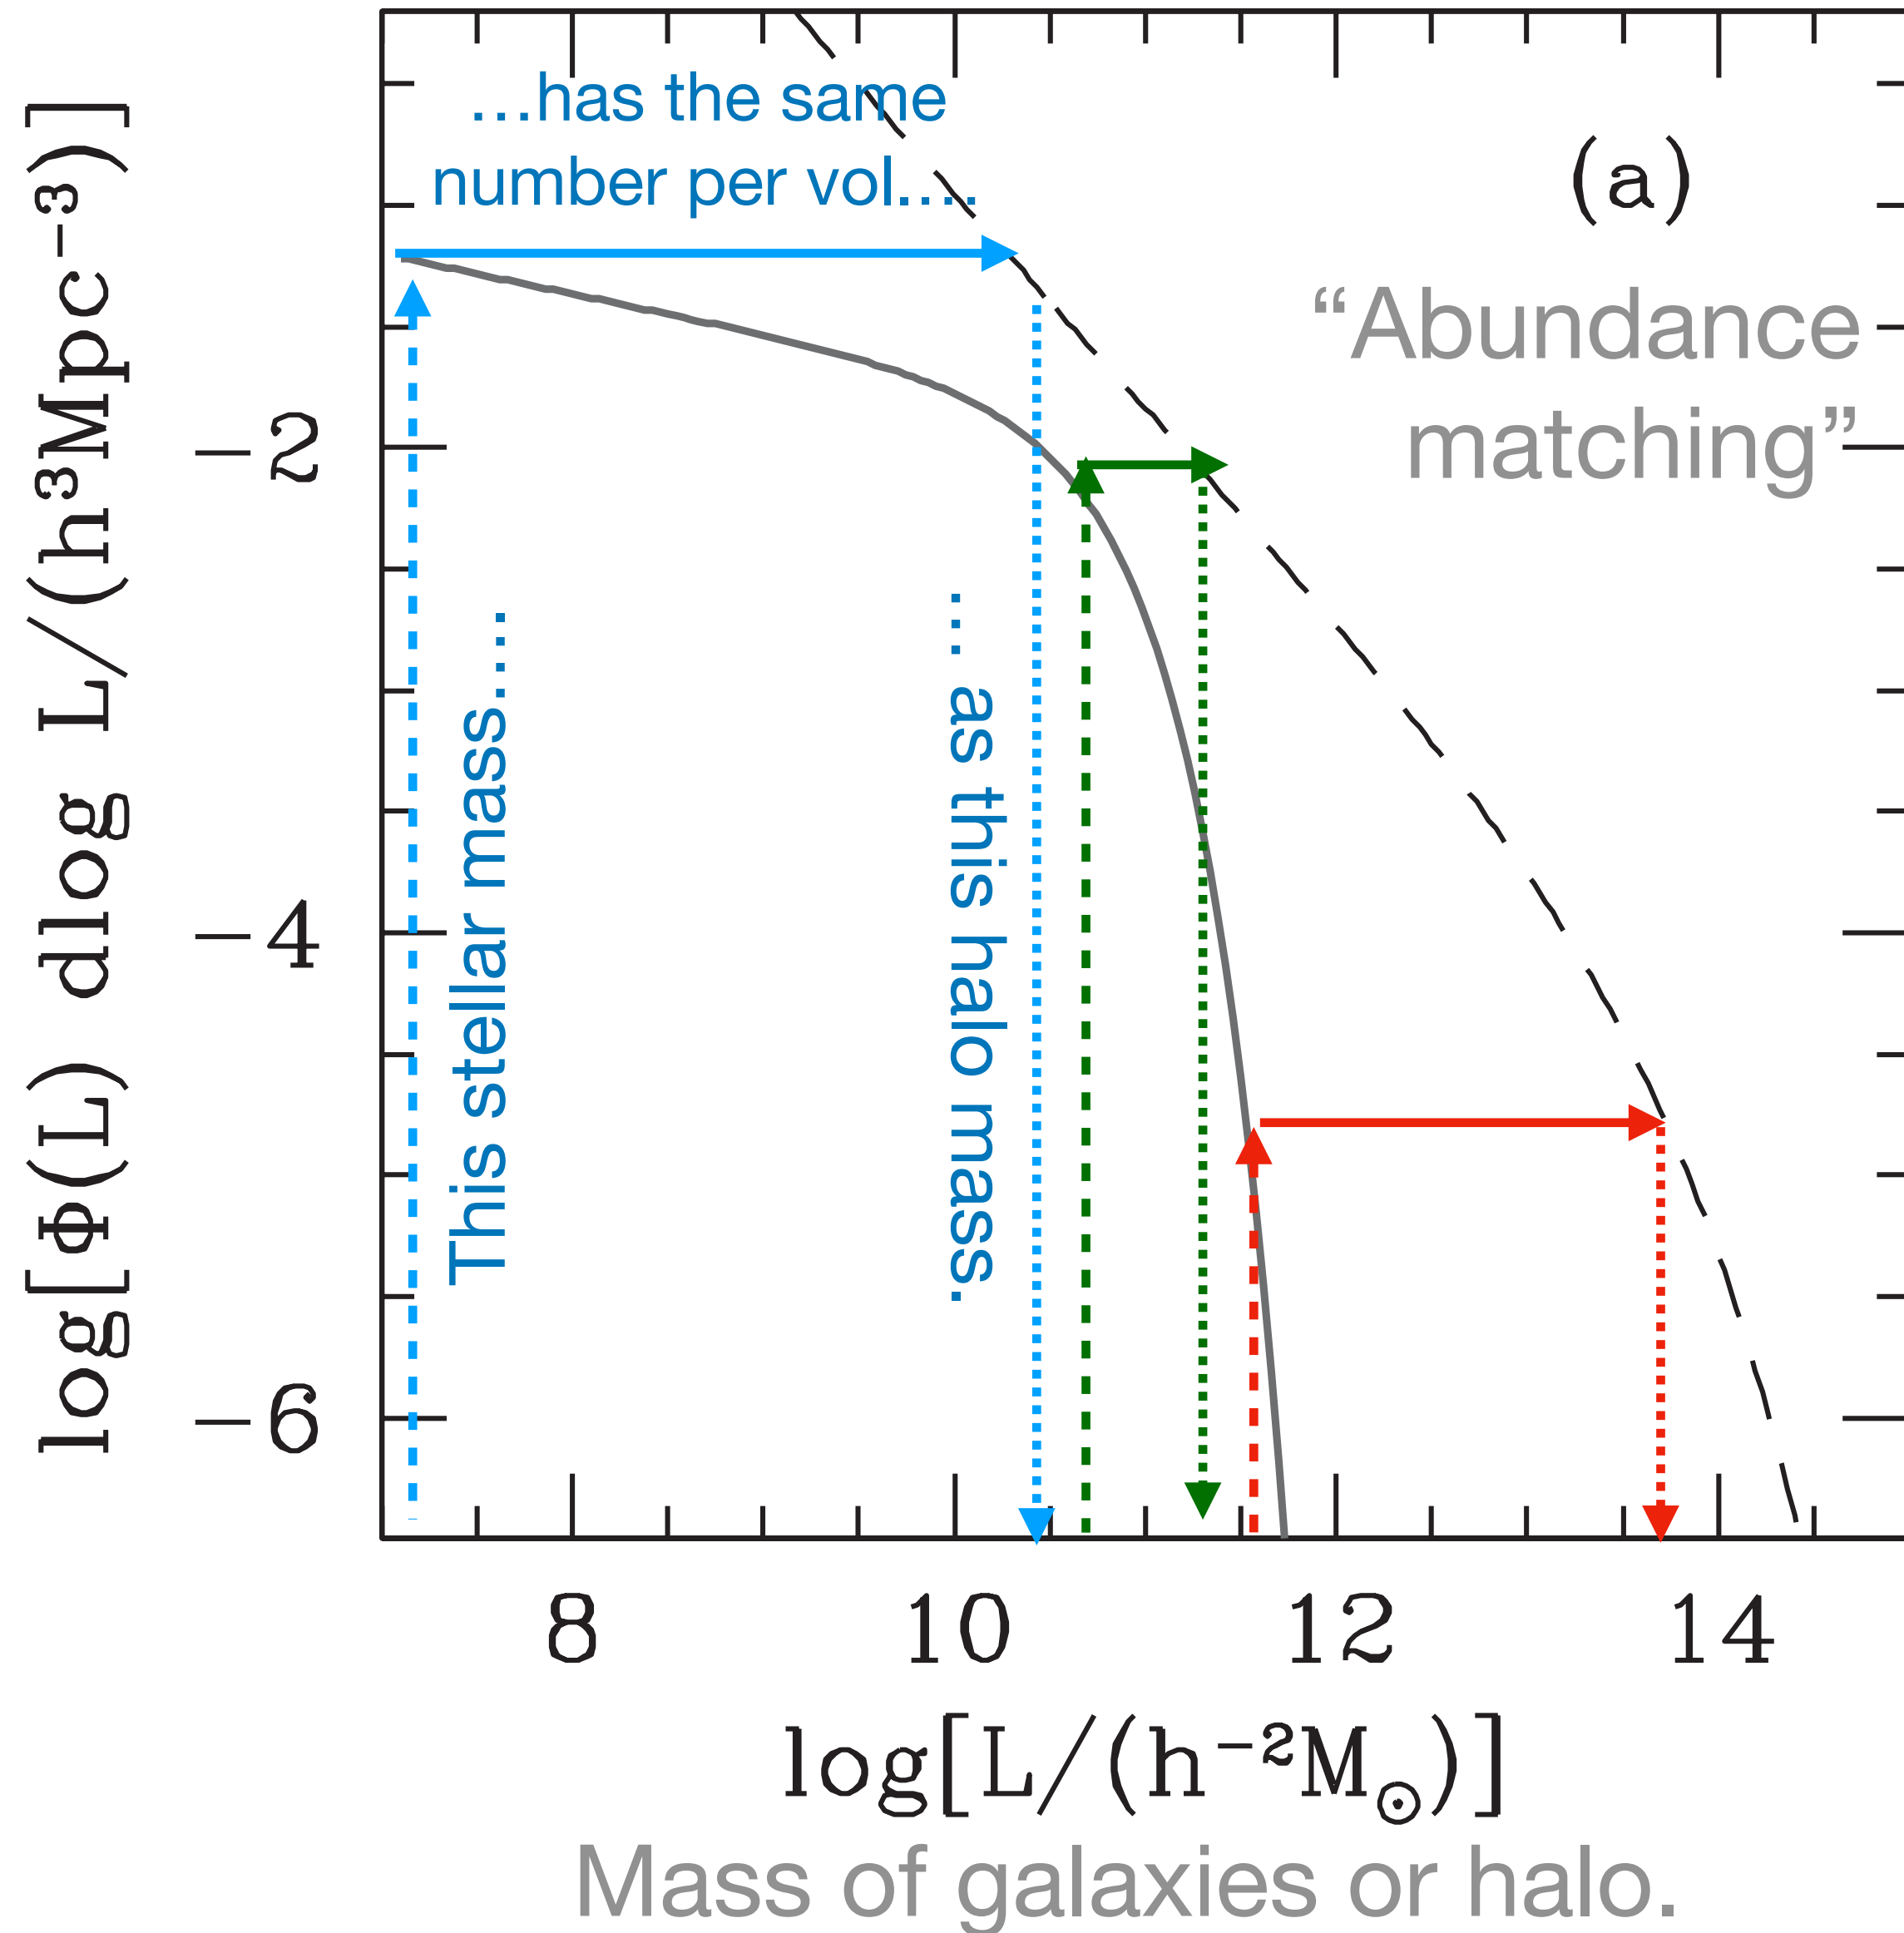 ...has the same
number per vol....
(a)
“Abundance
matching”
log[Φ(L) dlog L/(h³Mpc⁻³)]
−2
−4
−6
This stellar mass....
... as this halo mass.
8 10 12 14
log[L/(h⁻²M⊙)]
Mass of galaxies or halo.